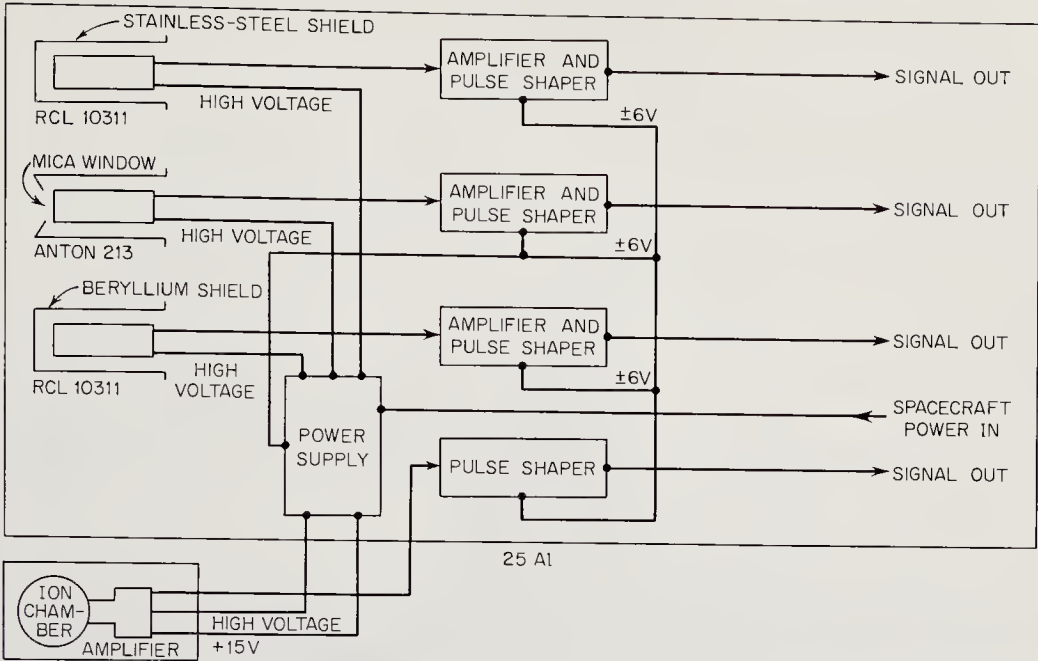 STAINLESS-STEEL SHIELD
RCL 10311
HIGH VOLTAGE
AMPLIFIER AND
PULSE SHAPER
±6V
SIGNAL OUT
MICA WINDOW
ANTON 213
HIGH VOLTAGE
AMPLIFIER AND
PULSE SHAPER
±6V
SIGNAL OUT
BERYLLIUM SHIELD
RCL 10311
HIGH
VOLTAGE
AMPLIFIER AND
PULSE SHAPER
±6V
SIGNAL OUT
POWER
SUPPLY
SPACECRAFT
POWER IN
PULSE SHAPER
SIGNAL OUT
25 A1
ION
CHAM-
BER
AMPLIFIER
HIGH VOLTAGE
+15V